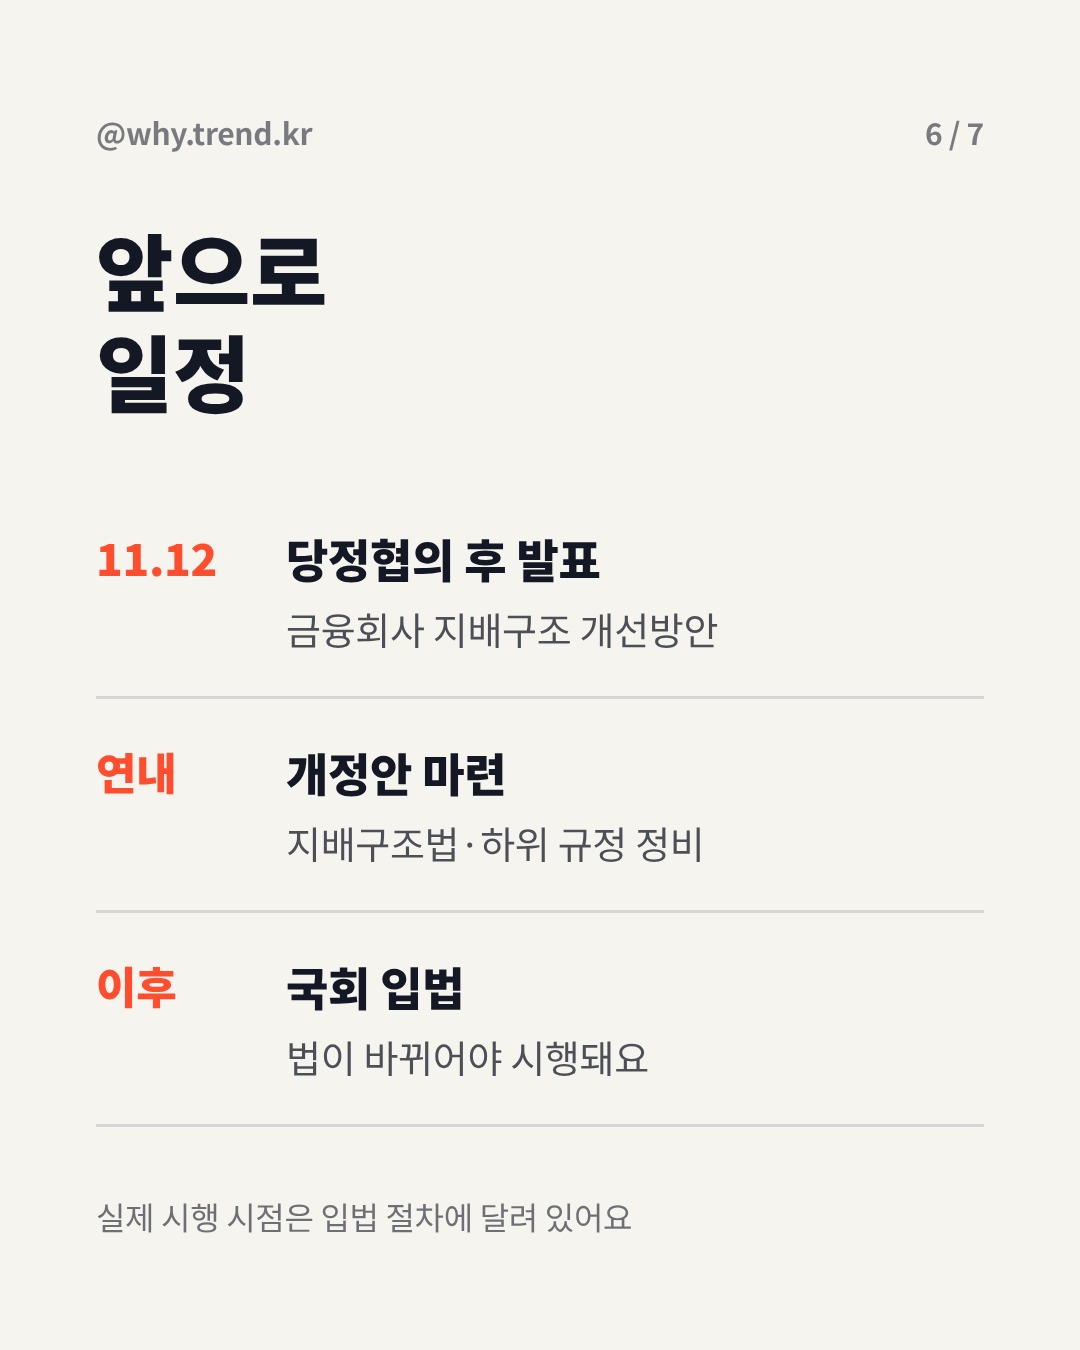 @why.trend.kr
6 / 7
앞으로
일정
11.12
당정협의 후 발표
금융회사 지배구조 개선방안
연내
개정안 마련
지배구조법·하위 규정 정비
이후
국회 입법
법이 바뀌어야 시행돼요
실제 시행 시점은 입법 절차에 달려 있어요